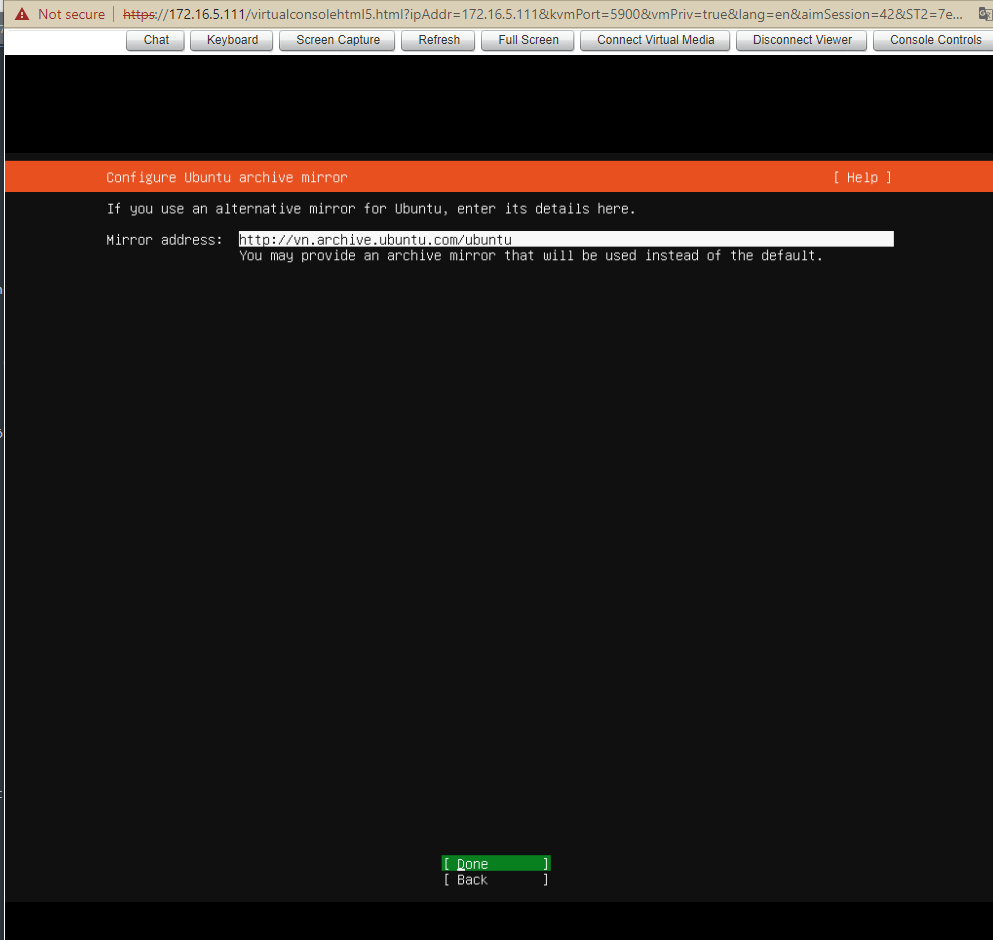 Not secure https://172.16.5.111/virtualconsolehtml5.html?ipAddr=172.16.5.111&kvmPort=5900&vmPriv=true&lang=en&aimSession=42&ST2=7e...
Chat Keyboard Screen Capture Refresh Full Screen Connect Virtual Media Disconnect Viewer Console Controls
Configure Ubuntu archive mirror [ Help ]
If you use an alternative mirror for Ubuntu, enter its details here.
Mirror address: http://vn.archive.ubuntu.com/ubuntu
You may provide an archive mirror that will be used instead of the default.
[ Done ]
[ Back ]